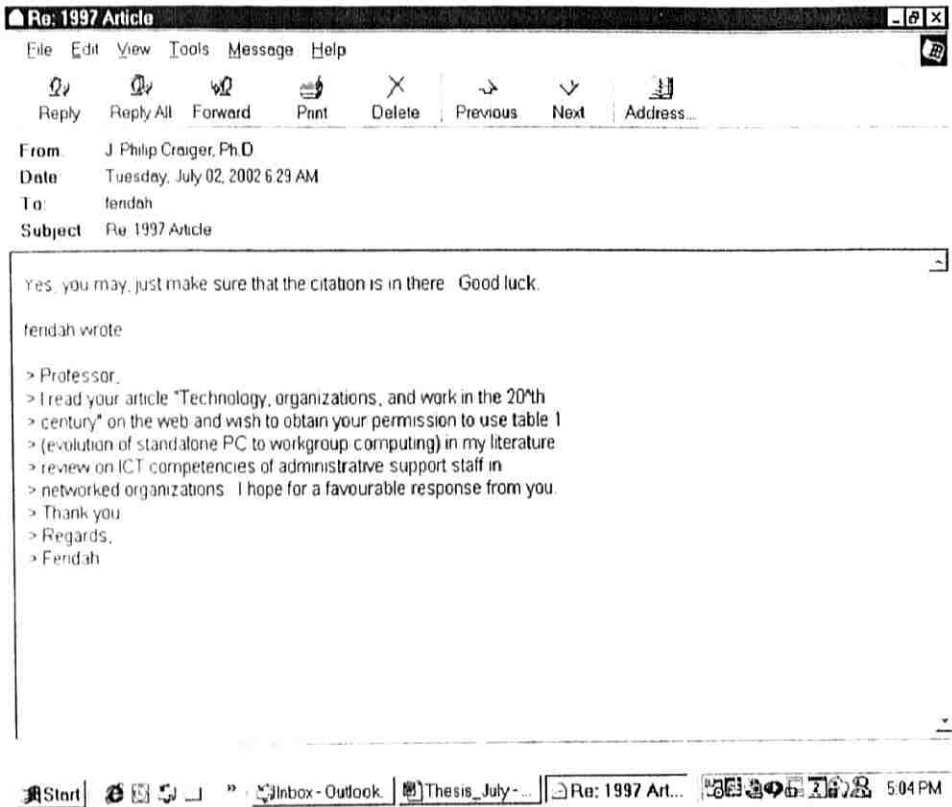 Re: 1997 Article
File Edit View Tools Message Help
Reply Reply All Forward Print Delete Previous Next Address...
From J Philip Craiger, Ph.D
Date Tuesday, July 02, 2002 6:29 AM
To: feridah
Subject Re 1997 Article
Yes, you may, just make sure that the citation is in there Good luck.
feridah wrote
> Professor,
> I read your article "Technology, organizations, and work in the 20^th
> century" on the web and wish to obtain your permission to use table 1
> (evolution of standalone PC to workgroup computing) in my literature
> review on ICT competencies of administrative support staff in
> networked organizations I hope for a favourable response from you.
> Thank you
> Regards,
> Feridah
Start » Inbox - Outlook. Thesis_July - ... Re: 1997 Art... 5:04 PM